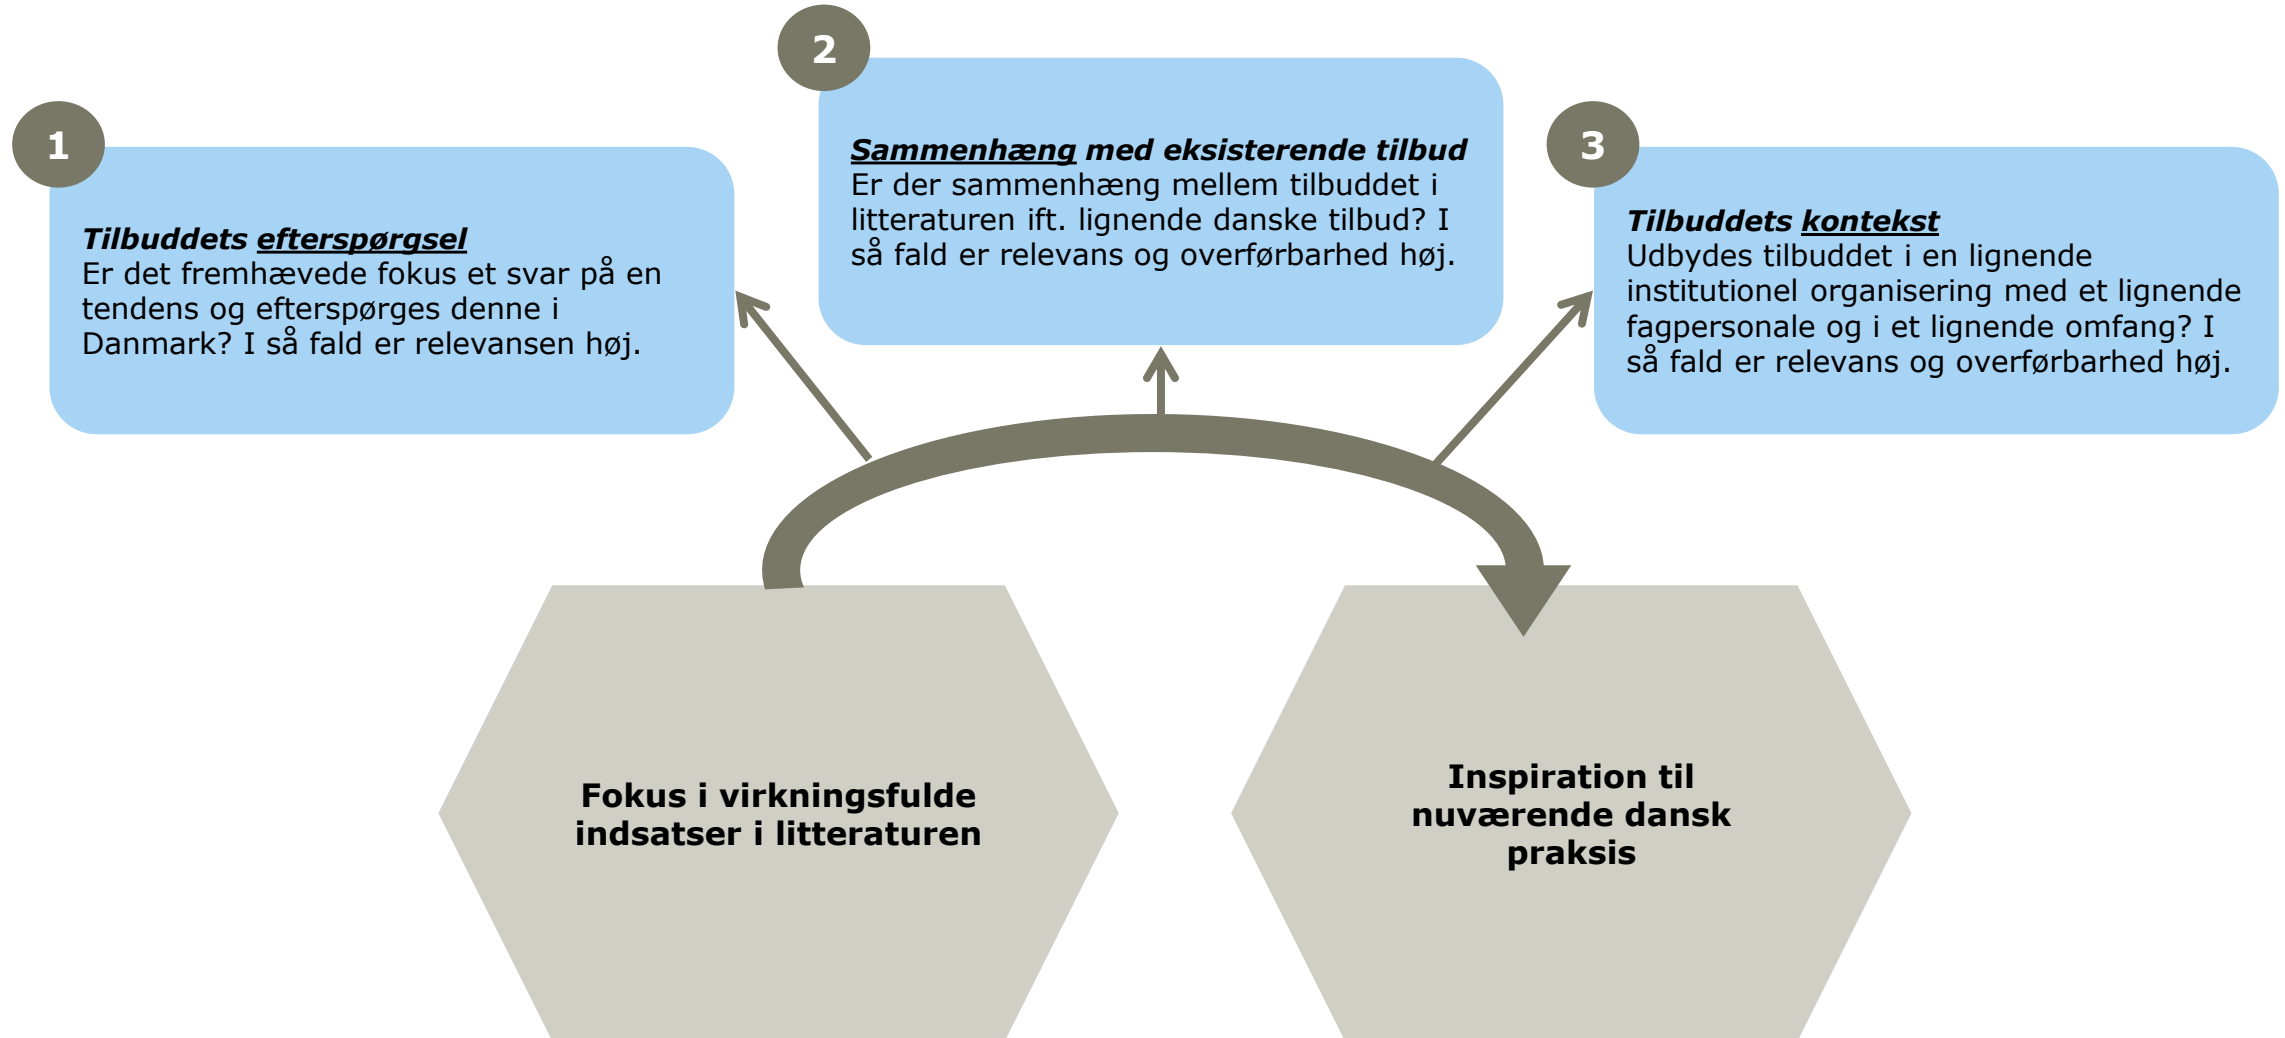 1
Tilbuddets efterspørgsel
Er det fremhævede fokus et svar på en
tendens og efterspørges denne i
Danmark? I så fald er relevansen høj.
2
Sammenhæng med eksisterende tilbud
Er der sammenhæng mellem tilbuddet i
litteraturen ift. lignende danske tilbud? I
så fald er relevans og overførbarhed høj.
3
Tilbuddets kontekst
Udbydes tilbuddet i en lignende
institutionel organisering med et lignende
fagpersonale og i et lignende omfang? I
så fald er relevans og overførbarhed høj.
Fokus i virkningsfulde
indsatser i litteraturen
Inspiration til
nuværende dansk
praksis